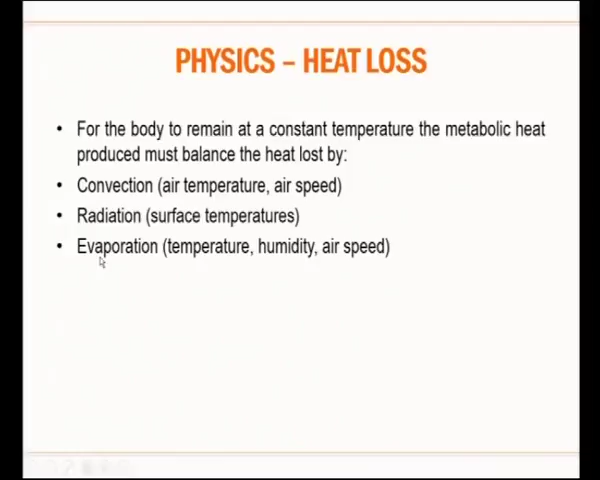 PHYSICS – HEAT LOSS
• For the body to remain at a constant temperature the metabolic heat
produced must balance the heat lost by:
• Convection (air temperature, air speed)
• Radiation (surface temperatures)
• Evaporation (temperature, humidity, air speed)